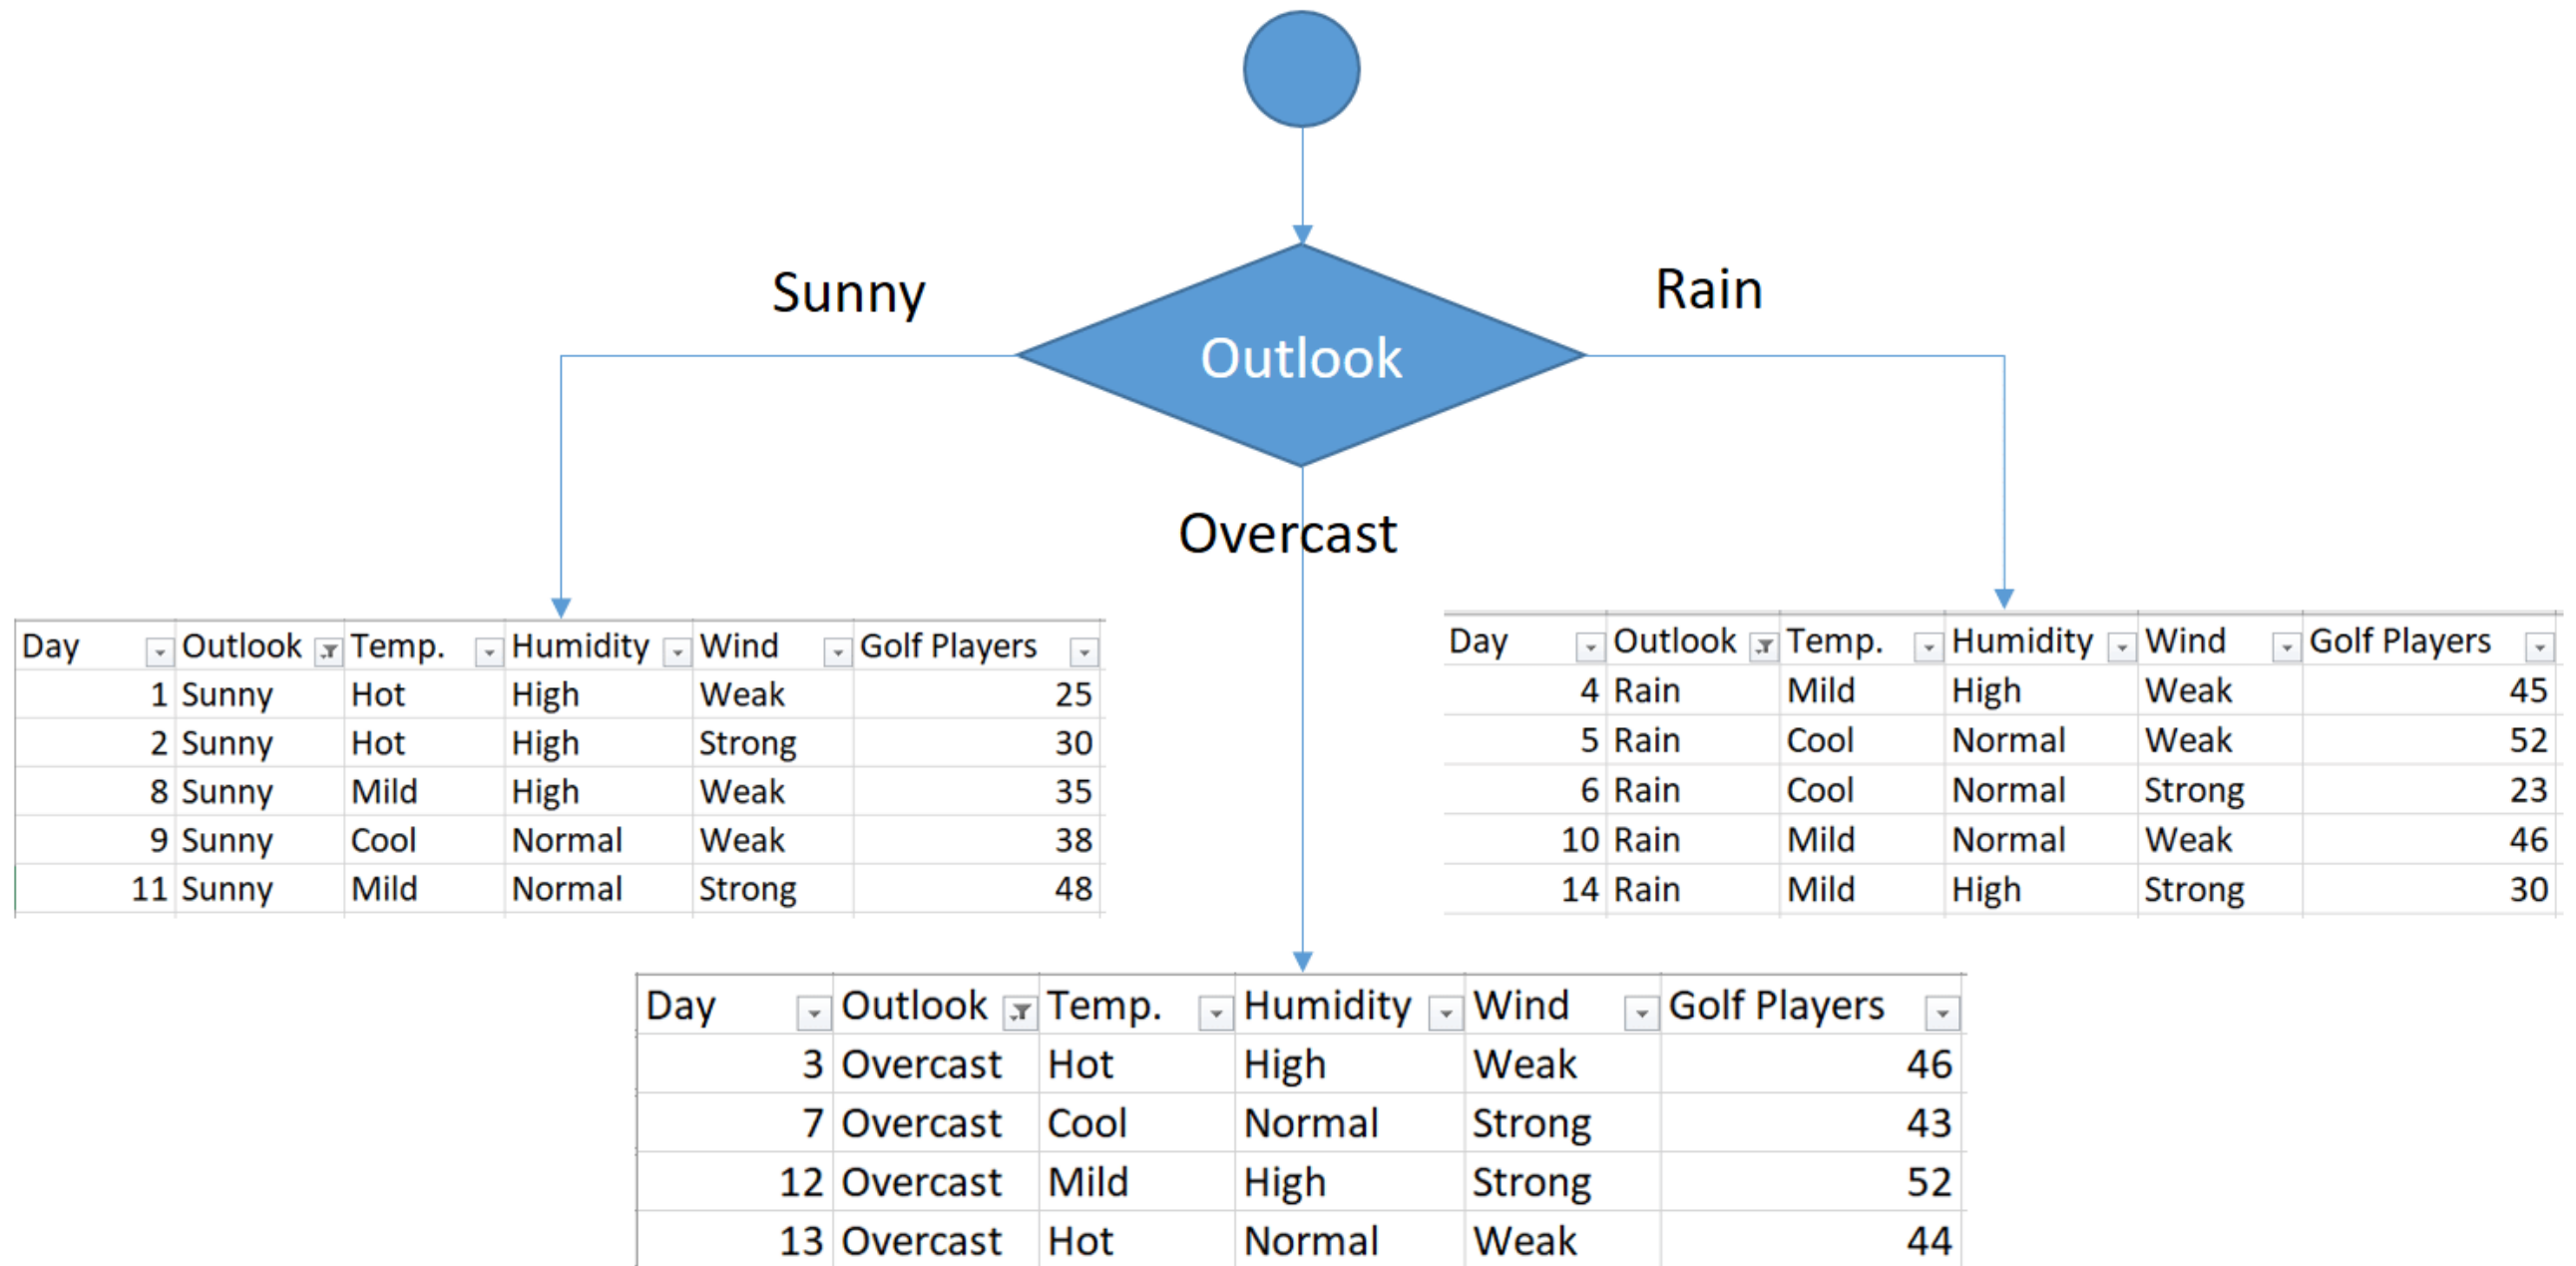 Sunny
Rain
Outlook
Overcast
Day Outlook Temp. Humidity Wind Golf Players
1 Sunny Hot High Weak 25
2 Sunny Hot High Strong 30
8 Sunny Mild High Weak 35
9 Sunny Cool Normal Weak 38
11 Sunny Mild Normal Strong 48
Day Outlook Temp. Humidity Wind Golf Players
4 Rain Mild High Weak 45
5 Rain Cool Normal Weak 52
6 Rain Cool Normal Strong 23
10 Rain Mild Normal Weak 46
14 Rain Mild High Strong 30
Day Outlook Temp. Humidity Wind Golf Players
3 Overcast Hot High Weak 46
7 Overcast Cool Normal Strong 43
12 Overcast Mild High Strong 52
13 Overcast Hot Normal Weak 44